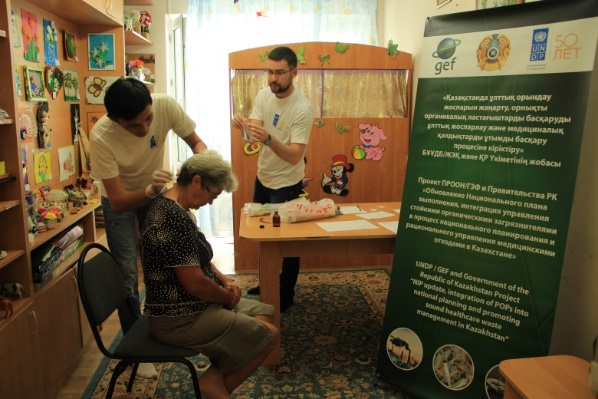 gef
UNDP
50
ЛЕТ
«Қазақстанда ұлттық орындау
жоспарын жаңарту, орнықты
органикалық ластағыштарды басқаруды
ұлттық жоспарлау және медициналық
қалдықтарды ұтымды басқару
процесіне кіріктіру»
БҰҰДБ/ЖЭҚ және ҚР Үкіметінің жобасы
Проект ПРООН/ГЭФ и Правительства РК
«Обновление Национального плана
выполнения, интеграция управления
стойкими органическими загрязнителями
в процесс национального планирования и
рационального управления медицинскими
отходами в Казахстане»
UNDP / GEF and Government of the
Republic of Kazakhstan Project
"NIP update, integration of POPs into
national planning and promoting
sound healthcare waste
management in Kazakhstan"